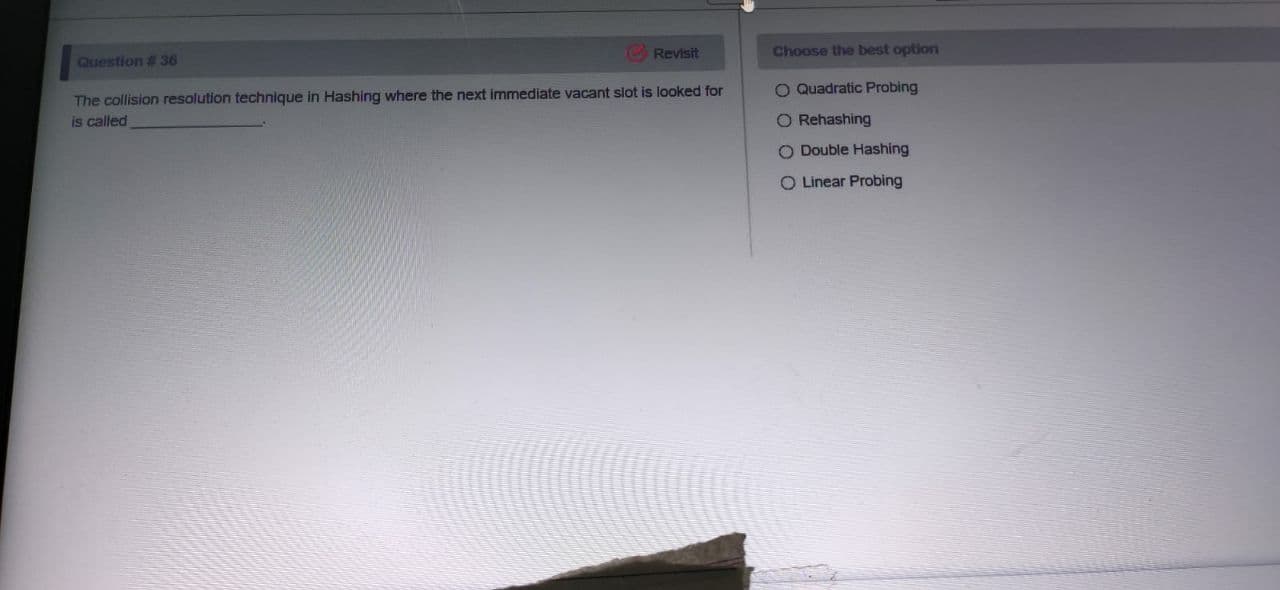 Question # 36
Revisit
The collision resolution technique in Hashing where the next immediate vacant slot is looked for
is called ________________.
Choose the best option
Quadratic Probing
Rehashing
Double Hashing
Linear Probing